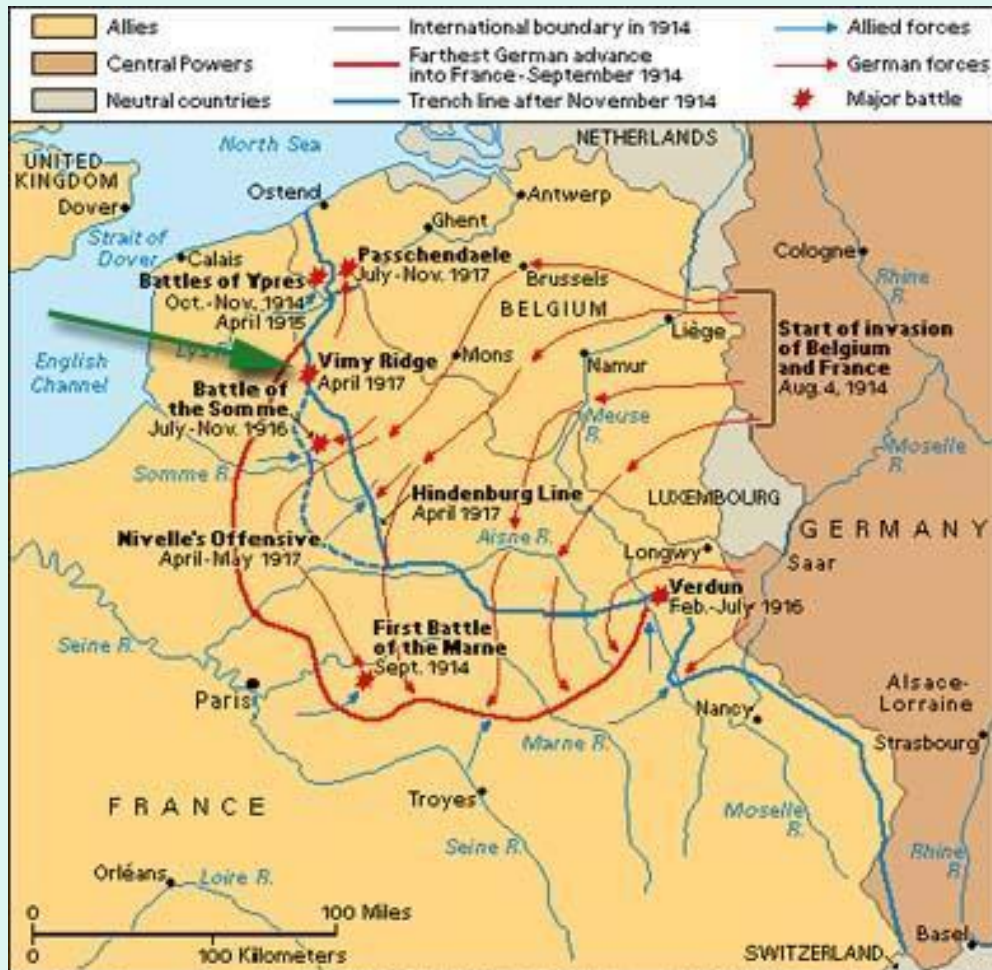 Allies
Central Powers
Neutral countries
International boundary in 1914
Farthest German advance
into France - September 1914
Trench line after November 1914
Allied forces
German forces
Major battle
North Sea
NETHERLANDS
UNITED
KINGDOM
Dover
Ostend
Antwerp
Strait of
Dover
Calais
Ghent
Passchendaele
July-Nov. 1917
Battles of Ypres
Oct.-Nov. 1914
April 1915
Brussels
BELGIUM
Cologne
Rhine
R.
Lys R.
English
Channel
Vimy Ridge
April 1917
Mons
Liège
Namur
Start of invasion
of Belgium
and France
Aug. 4, 1914
Battle of
the Somme
July-Nov. 1916
Meuse
R.
Moselle
R.
Somme R.
Hindenburg Line
April 1917
LUXEMBOURG
GERMANY
Nivelle's Offensive
April-May 1917
Aisne R.
Longwy
Saar
Verdun
Feb.-July 1916
Seine R.
First Battle
of the Marne
Sept. 1914
Paris
Nancy
Alsace-
Lorraine
Strasbourg
Marne R.
FRANCE
Troyes
Moselle
R.
Seine R.
Rhine
R.
Orléans
Loire R.
0
100 Miles
0
100 Kilometers
Basel
SWITZERLAND